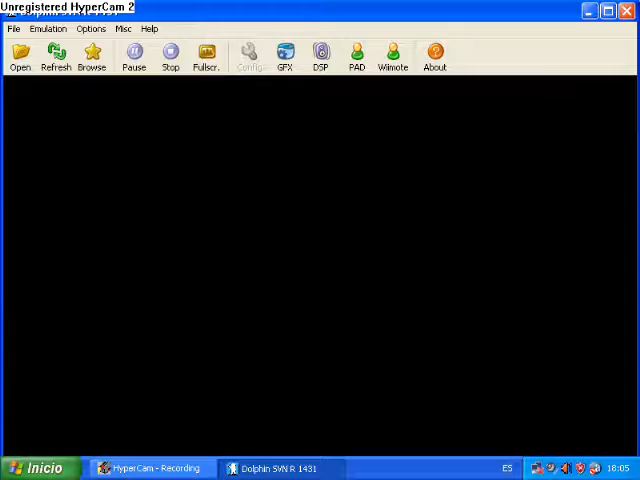 Unregistered HyperCam 2
File Emulation Options Misc Help
Open Refresh Browse Pause Stop Fullscr. Config. GFX DSP PAD Wiimote About
Inicio HyperCam - Recording Dolphin SVN R 1431 ES 18:05